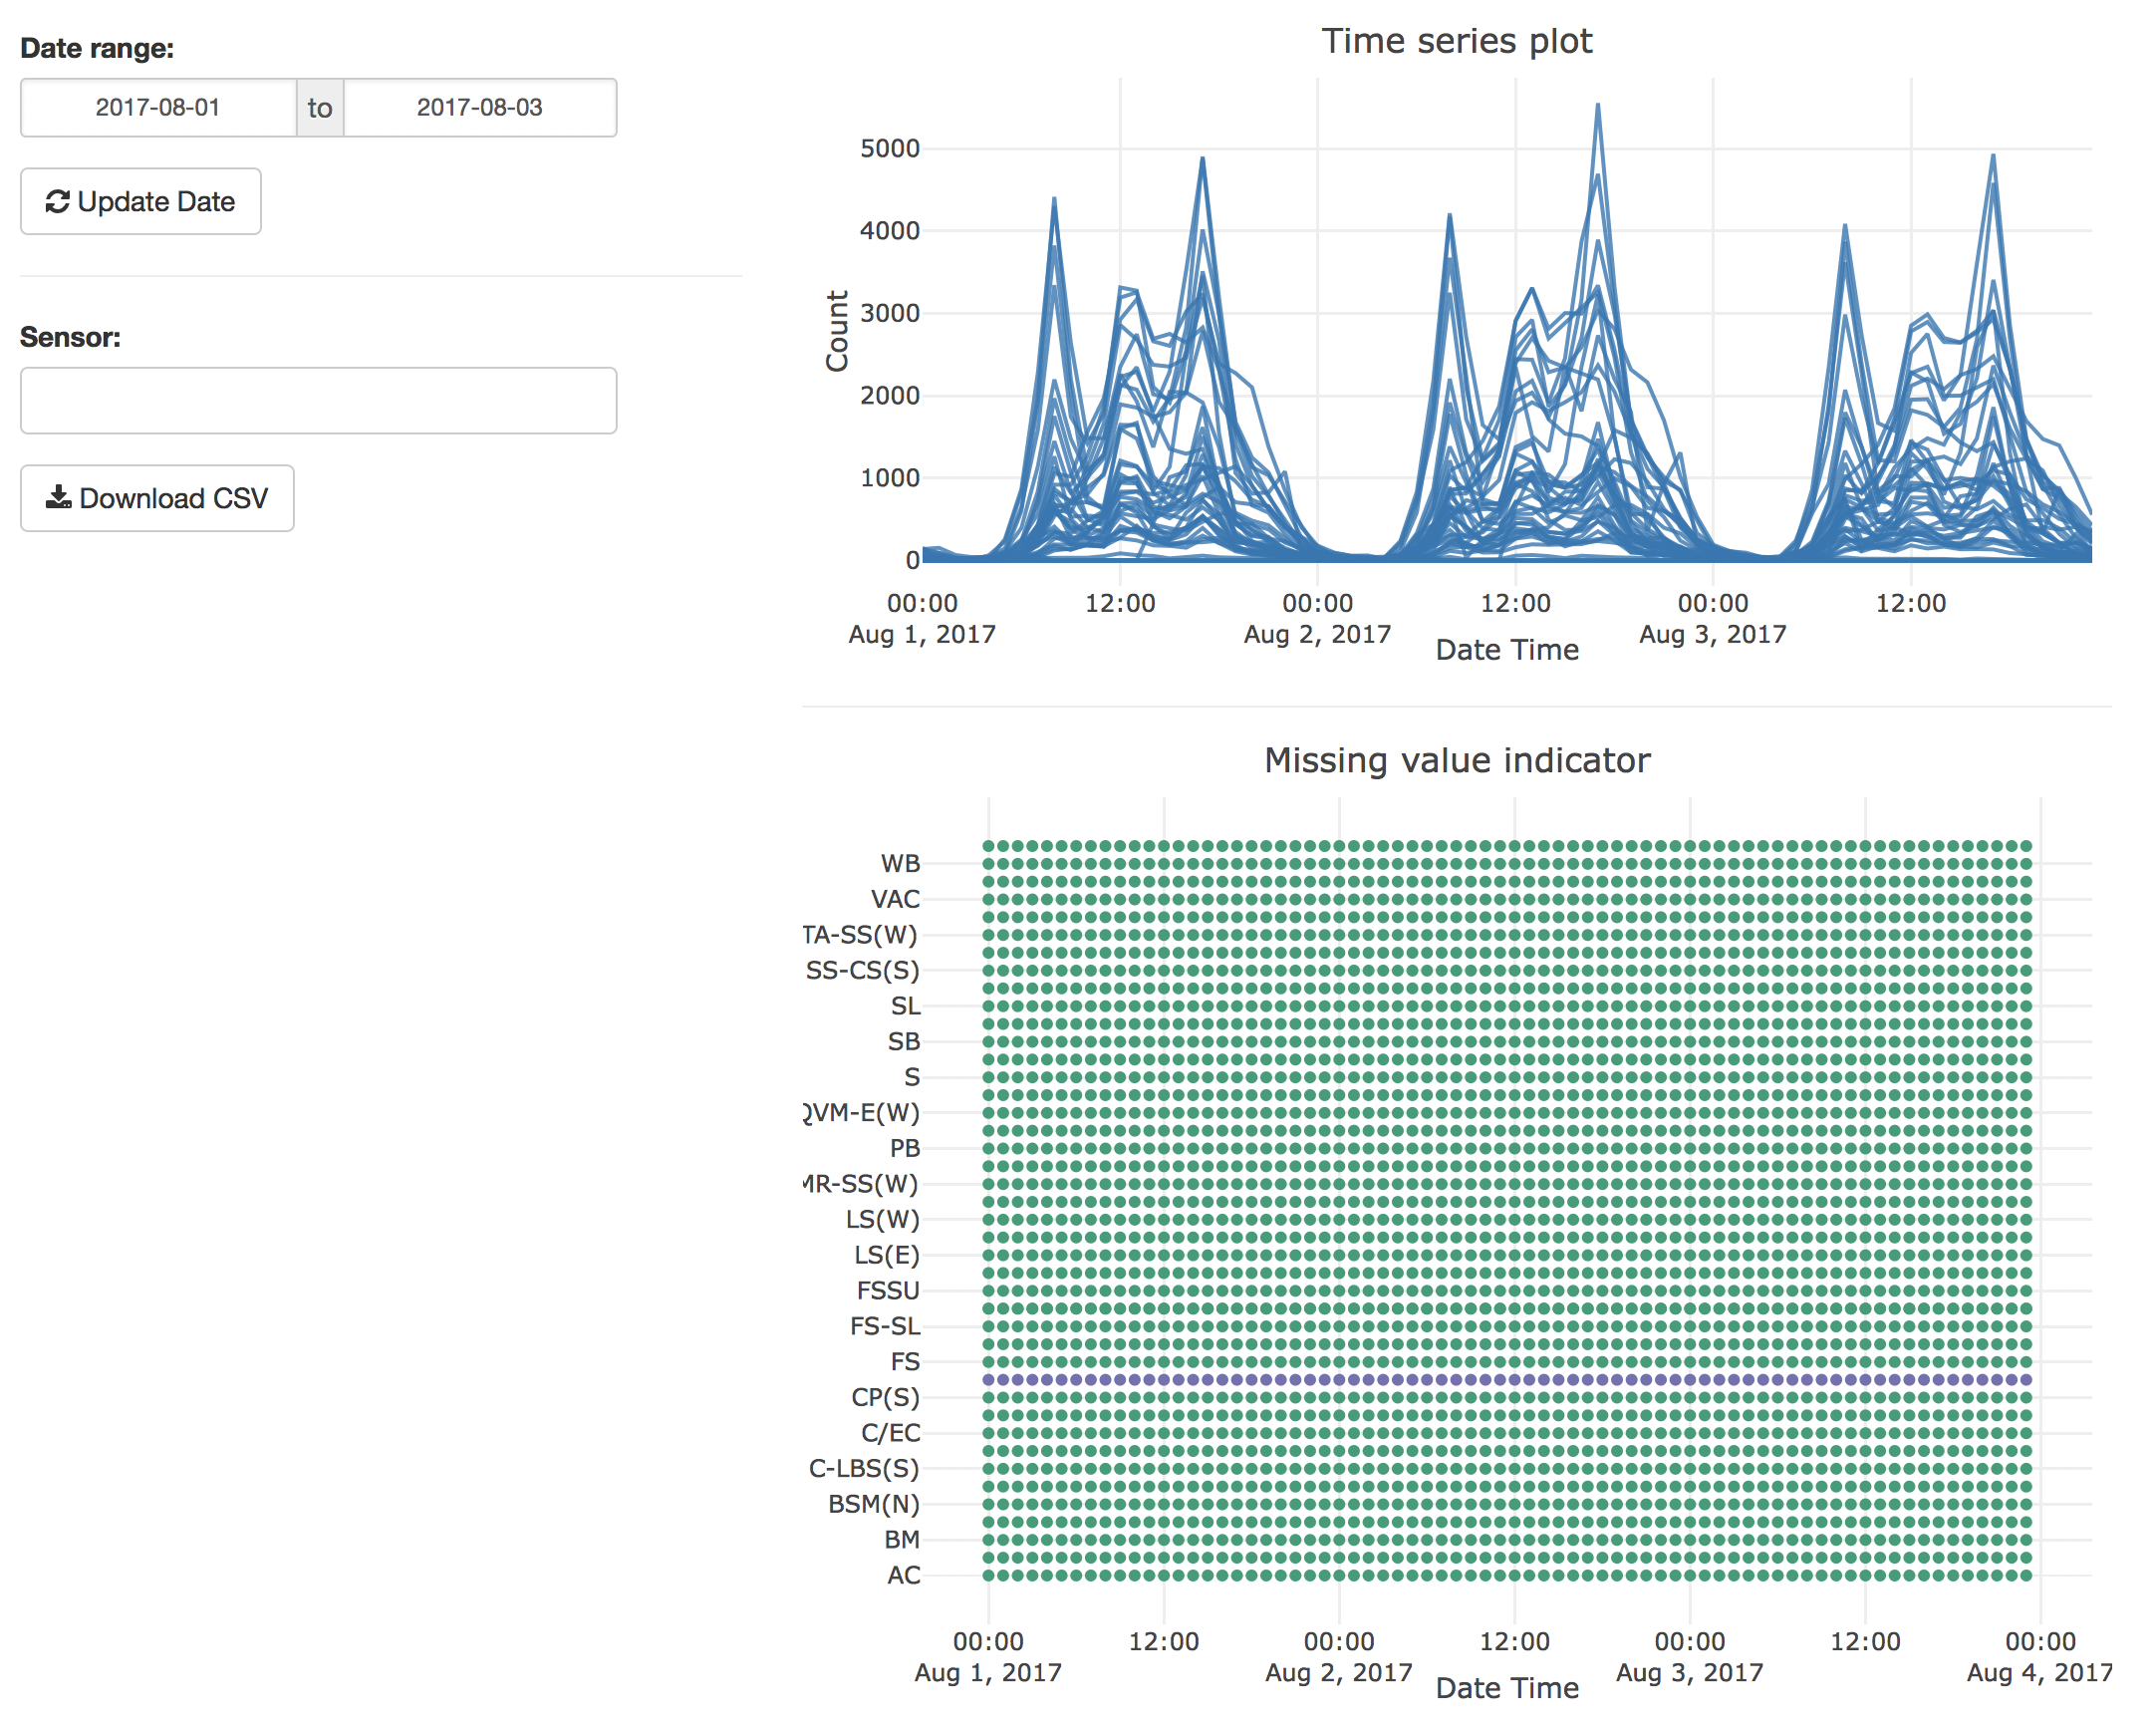 Date range:
2017-08-01 to 2017-08-03
Update Date
Sensor:
Download CSV
Time series plot
Count
5000
4000
3000
2000
1000
0
00:00 12:00 00:00 12:00 00:00 12:00
Aug 1, 2017 Aug 2, 2017 Aug 3, 2017
Date Time
Missing value indicator
WB
VAC
TA-SS(W)
SS-CS(S)
SL
SB
S
QVM-E(W)
PB
MR-SS(W)
LS(W)
LS(E)
FSSU
FS-SL
FS
CP(S)
C/EC
C-LBS(S)
BSM(N)
BM
AC
00:00 12:00 00:00 12:00 00:00 12:00 00:00
Aug 1, 2017 Aug 2, 2017 Aug 3, 2017 Aug 4, 2017
Date Time